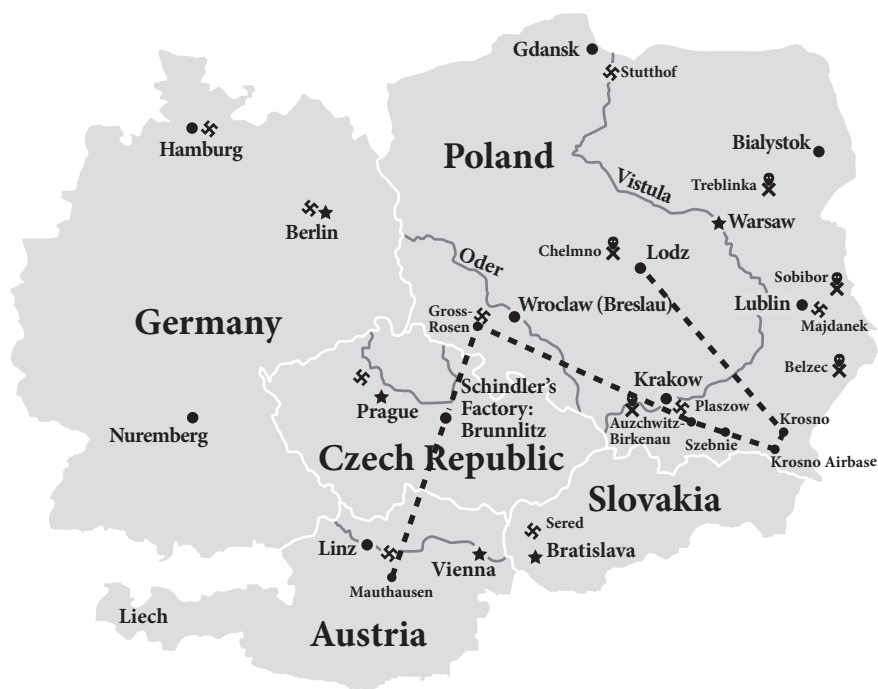 Gdansk
Stutthof
Hamburg
Poland
Bialystok
Treblinka
Vistula
Berlin
Warsaw
Chelmno
Lodz
Oder
Sobibor
Germany
Gross-
Rosen
Wroclaw (Breslau)
Lublin
Majdanek
Belzec
Schindler's
Factory:
Brunnlitz
Krakow
Prague
Plaszow
Auzchwitz-
Birkenau
Krosno
Nuremberg
Szebnie
Czech Republic
Krosno Airbase
Slovakia
Sered
Linz
Bratislava
Vienna
Mauthausen
Liech
Austria